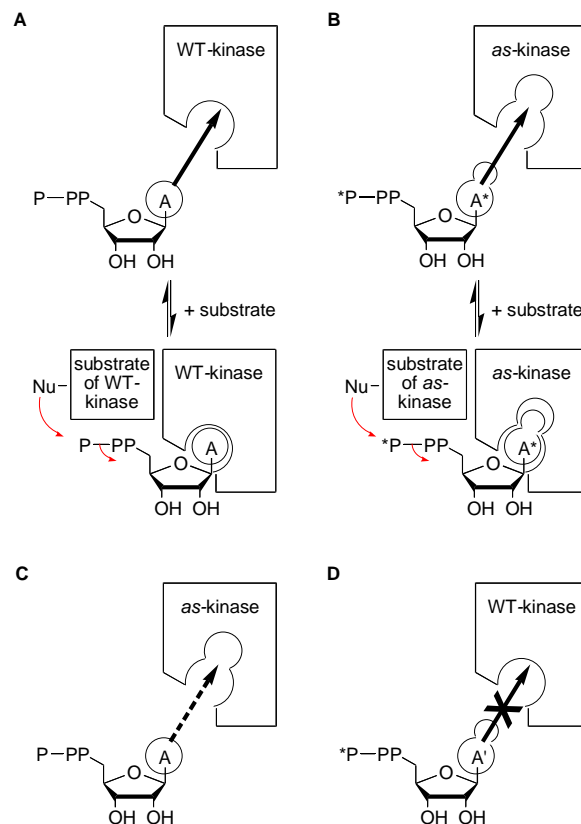 A
WT-kinase
A
P—PP
O
OH OH
+ substrate
substrate
of WT-
kinase
Nu
WT-kinase
A
P—PP
O
OH OH
B
as-kinase
A*
*P—PP
O
OH OH
+ substrate
substrate
of as-
kinase
Nu
as-kinase
A*
*P—PP
O
OH OH
C
as-kinase
A
P—PP
O
OH OH
D
WT-kinase
A'
*P—PP
O
OH OH